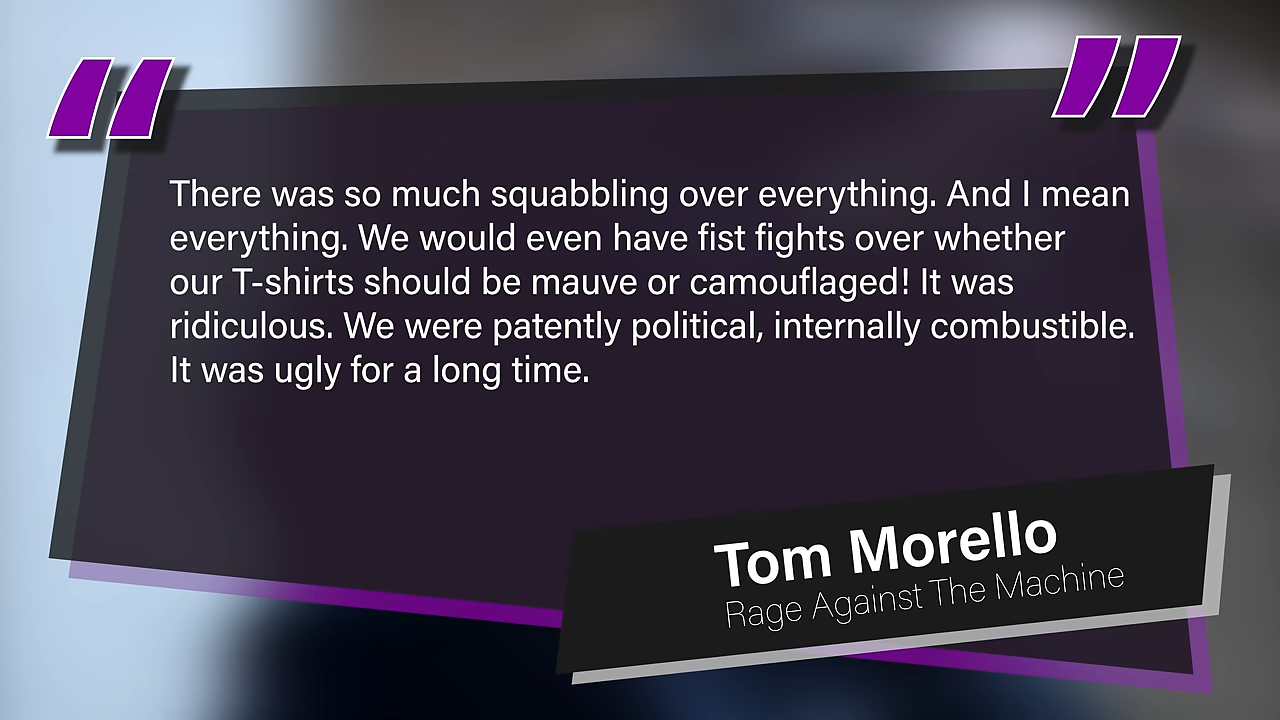 There was so much squabbling over everything. And I mean
everything. We would even have fist fights over whether
our T-shirts should be mauve or camouflaged! It was
ridiculous. We were patently political, internally combustible.
It was ugly for a long time.
Tom Morello
Rage Against The Machine